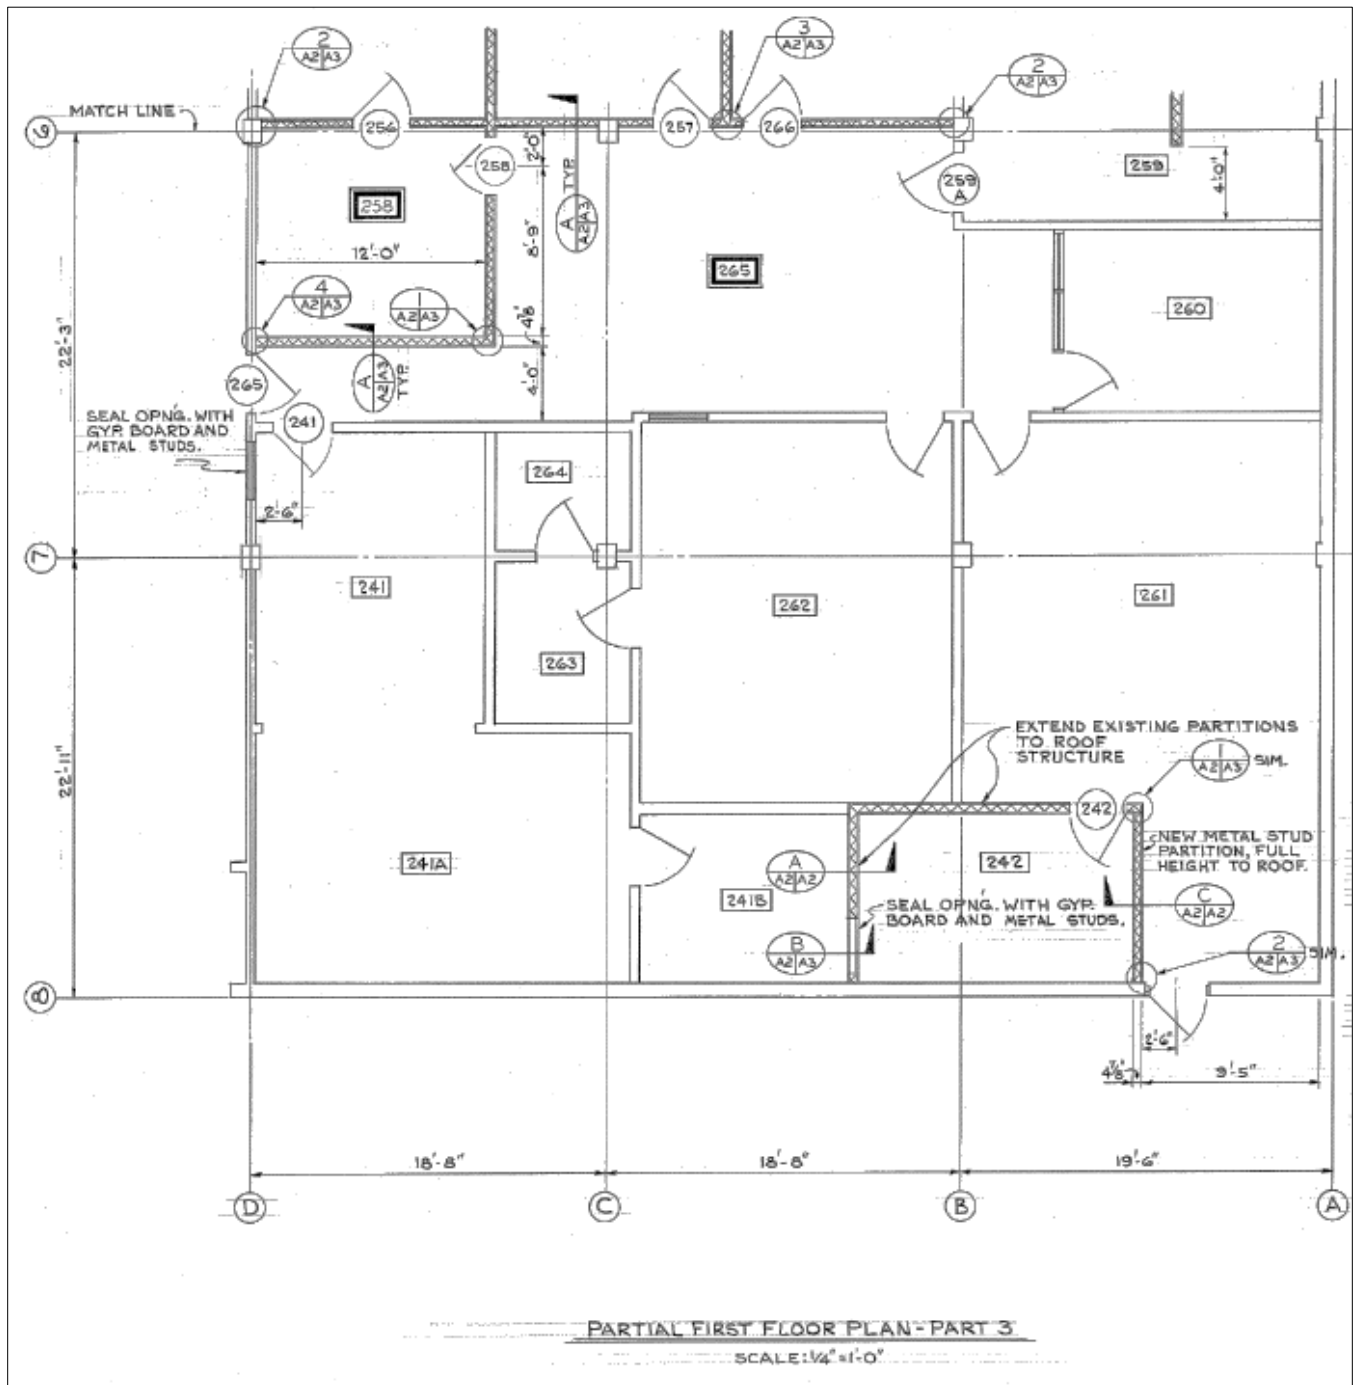 2
A2 A3
3
A2 A3
2
A2 A3
MATCH LINE
6
256
257
266
258
2'-0"
TYP.
A
A2 A3
259
A
259
4'-0"
258
8'-9"
12'-0"
265
4
A2 A3
1
A2 A3
260
4 7/8
22'-3"
A
A2 A3
TYP.
4'-0"
265
241
SEAL OPN'G. WITH
GYP. BOARD AND
METAL STUDS.
264
2'-6"
7
241
262
261
263
EXTEND EXISTING PARTITIONS
TO ROOF
STRUCTURE
1
A2 A3
SIM.
22'-11"
242
NEW METAL STUD
PARTITION, FULL
HEIGHT TO ROOF.
241A
A
A2 A2
242
241B
SEAL OPN'G. WITH GYP.
BOARD AND METAL STUDS.
C
A2 A2
B
A2 A3
2
A2 A3
SIM.
8
2'-6"
4 7/8"
9'-5"
18'-8"
18'-8"
19'-6"
D
C
B
A
PARTIAL FIRST FLOOR PLAN-PART 3
SCALE: 1/4"=1'-0"